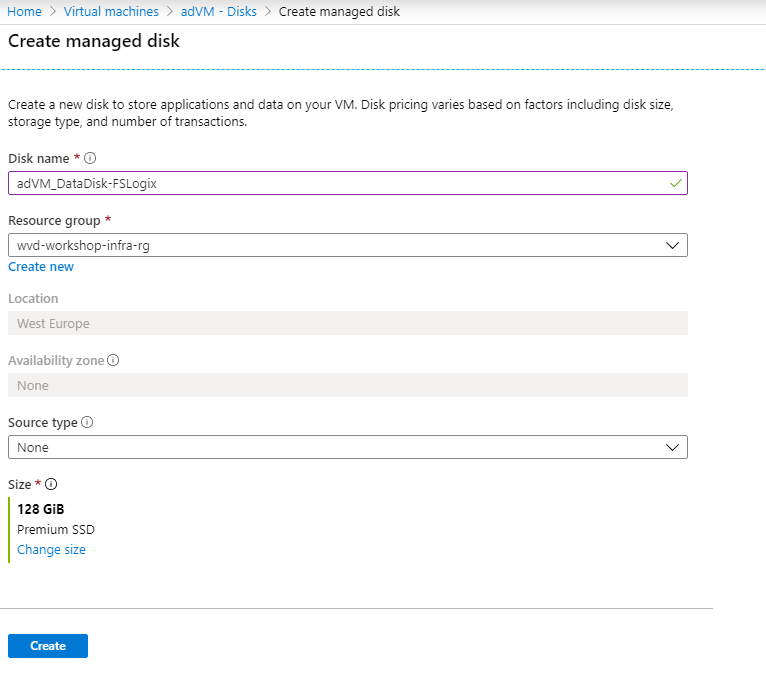 Home > Virtual machines > adVM - Disks > Create managed disk
Create managed disk
Create a new disk to store applications and data on your VM. Disk pricing varies based on factors including disk size,
storage type, and number of transactions.
Disk name *
adVM_DataDisk-FSLogix
Resource group *
wvd-workshop-infra-rg
Create new
Location
West Europe
Availability zone
None
Source type
None
Size *
128 GiB
Premium SSD
Change size
Create